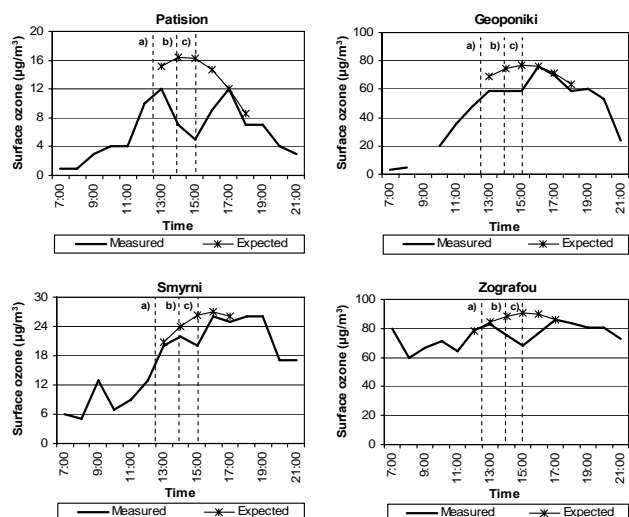 Patision
Surface ozone (µg/m³)
20
16
12
8
4
0
a)
b)
c)
7:00
9:00
11:00
13:00
15:00
17:00
19:00
21:00
Time
Measured
Expected
Geoponiki
Surface ozone (µg/m³)
100
80
60
40
20
0
a)
b)
c)
7:00
9:00
11:00
13:00
15:00
17:00
19:00
21:00
Time
Measured
Expected
Smyrni
Surface ozone (µg/m³)
30
24
18
12
6
0
a)
b)
c)
7:00
9:00
11:00
13:00
15:00
17:00
19:00
21:00
Time
Measured
Expected
Zografou
Surface ozone (µg/m³)
100
80
60
40
20
0
a)
b)
c)
7:00
9:00
11:00
13:00
15:00
17:00
19:00
21:00
Time
Measured
Expected